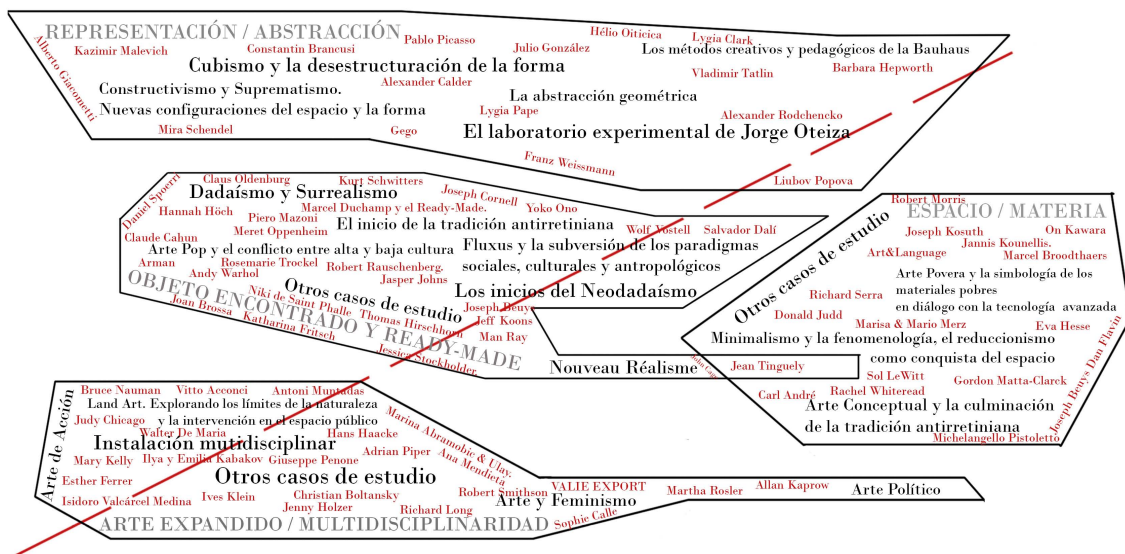 REPRESENTACIÓN / ABSTRACCIÓN
Alberto Giacometti
Kazimir Malevich
Constantin Brancusi
Pablo Picasso
Julio González
Hélio Oiticica
Lygia Clark
Los métodos creativos y pedagógicos de la Bauhaus
Cubismo y la desestructuración de la forma
Vladimir Tatlin
Barbara Hepworth
Alexander Calder
Constructivismo y Suprematismo.
Nuevas configuraciones del espacio y la forma
La abstracción geométrica
Lygia Pape
Alexander Rodchencko
Mira Schendel
Gego
El laboratorio experimental de Jorge Oteiza
Franz Weissmann
Liubov Popova
Daniel Spoerri
Claus Oldenburg
Kurt Schwitters
Joseph Cornell
Dadaísmo y Surrealismo
Hannah Höch
Marcel Duchamp y el Ready-Made.
Yoko Ono
Piero Mazoni
El inicio de la tradición antirretiniana
Meret Oppenheim
Wolf Vostell
Salvador Dalí
Claude Cahun
Arte Pop y el conflicto entre alta y baja cultura
Fluxus y la subversión de los paradigmas
sociales, culturales y antropológicos
Arman
Rosemarie Trockel
Robert Rauschenberg.
Andy Warhol
Jasper Johns
Otros casos de estudio
Los inicios del Neodadaísmo
OBJETO ENCONTRADO Y READY-MADE
Niki de Saint Phalle
Thomas Hirschhorn
Joseph Beuys
Jeff Koons
Joan Brossa
Katharina Fritsch
Man Ray
Jessica Stockholder
Nouveau Réalisme
John Cage
Jean Tinguely
Robert Morris
ESPACIO / MATERIA
Otros casos de estudio
Joseph Kosuth
On Kawara
Jannis Kounellis.
Art&Language
Marcel Broodthaers
Arte Povera y la simbología de los
materiales pobres
en diálogo con la tecnología avanzada
Richard Serra
Donald Judd
Marisa & Mario Merz
Eva Hesse
Minimalismo y la fenomenología, el reduccionismo
como conquista del espacio
Dan Flavin
Sol LeWitt
Gordon Matta-Clarck
Carl André
Rachel Whiteread
Joseph Beuys
Arte Conceptual y la culminación
de la tradición antirretiniana
Michelangello Pistoletto
Arte de Acción
Bruce Nauman
Vitto Acconci
Antoni Muntadas
Land Art. Explorando los límites de la naturaleza
y la intervención en el espacio público
Judy Chicago
Marina Abramobic & Ulay.
Walter De Maria
Hans Haacke
Instalación mutidisciplinar
Adrian Piper
Mary Kelly
Ilya y Emilia Kabakov
Giuseppe Penone
Ana Mendieta
Otros casos de estudio
Esther Ferrer
Isidoro Valcárcel Medina
Ives Klein
Christian Boltansky
Robert Smithson
VALIE EXPORT
Martha Rosler
Allan Kaprow
Arte Político
Arte y Feminismo
Jenny Holzer
Richard Long
Sophie Calle
ARTE EXPANDIDO / MULTIDISCIPLINARIDAD